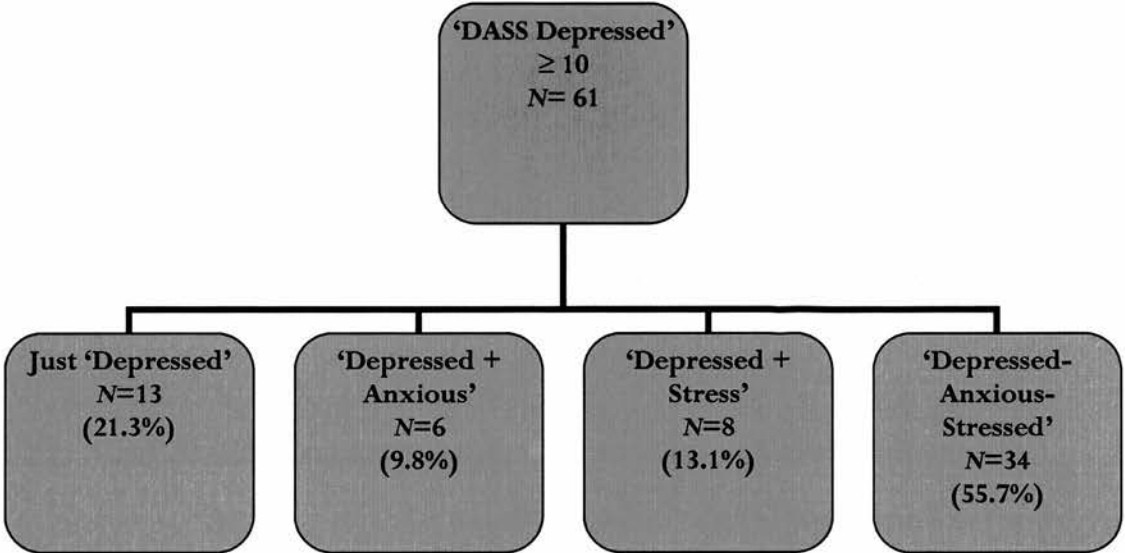 ‘DASS Depressed’
≥ 10
N= 61
Just ‘Depressed’
N=13
(21.3%)
‘Depressed +
Anxious’
N=6
(9.8%)
‘Depressed +
Stress’
N=8
(13.1%)
‘Depressed-
Anxious-
Stressed’
N=34
(55.7%)